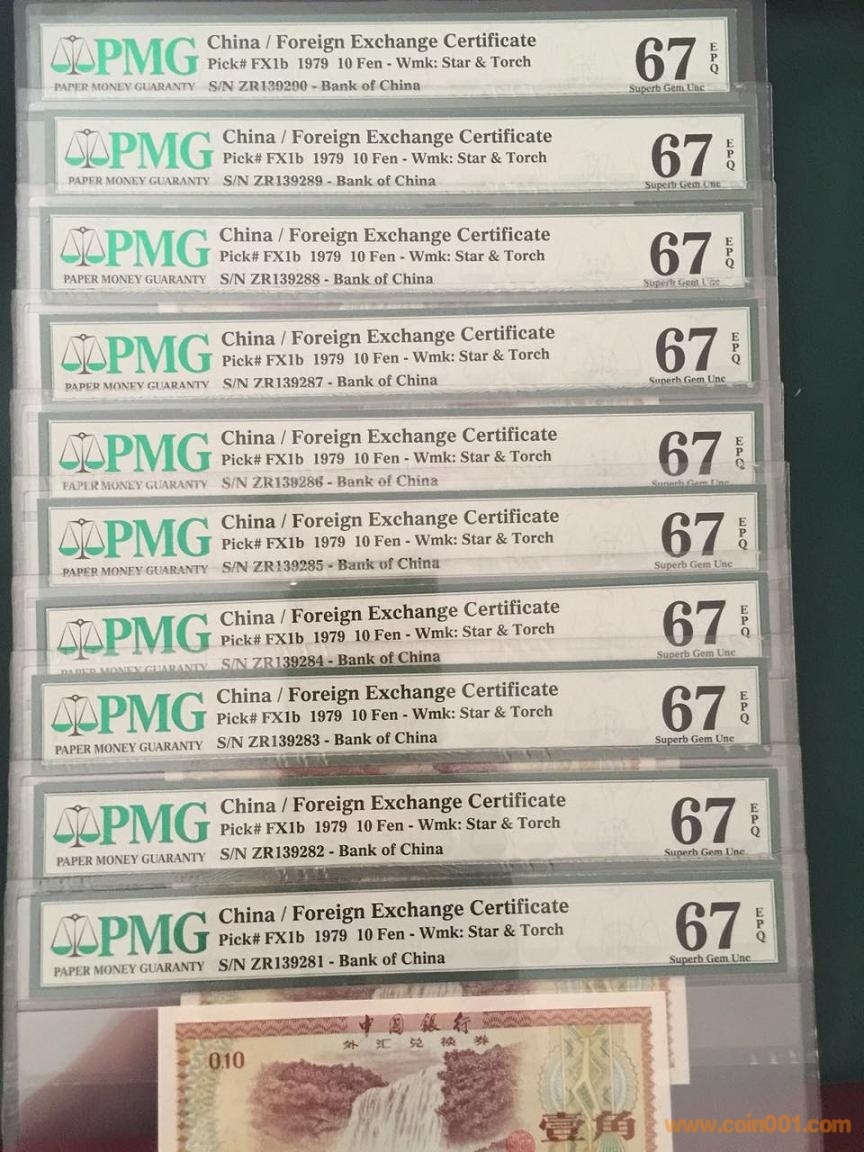 PMG
PAPER MONEY GUARANTY
China / Foreign Exchange Certificate
Pick# FX1b 1979 10 Fen - Wmk: Star & Torch
S/N ZR139290 - Bank of China
67 EPQ
Superb Gem Unc
PMG
PAPER MONEY GUARANTY
China / Foreign Exchange Certificate
Pick# FX1b 1979 10 Fen - Wmk: Star & Torch
S/N ZR139289 - Bank of China
67 EPQ
Superb Gem Unc
PMG
PAPER MONEY GUARANTY
China / Foreign Exchange Certificate
Pick# FX1b 1979 10 Fen - Wmk: Star & Torch
S/N ZR139288 - Bank of China
67 EPQ
Superb Gem Unc
PMG
PAPER MONEY GUARANTY
China / Foreign Exchange Certificate
Pick# FX1b 1979 10 Fen - Wmk: Star & Torch
S/N ZR139287 - Bank of China
67 EPQ
Superb Gem Unc
PMG
PAPER MONEY GUARANTY
China / Foreign Exchange Certificate
Pick# FX1b 1979 10 Fen - Wmk: Star & Torch
S/N ZR139286 - Bank of China
67 EPQ
Superb Gem Unc
PMG
PAPER MONEY GUARANTY
China / Foreign Exchange Certificate
Pick# FX1b 1979 10 Fen - Wmk: Star & Torch
S/N ZR139285 - Bank of China
67 EPQ
Superb Gem Unc
PMG
PAPER MONEY GUARANTY
China / Foreign Exchange Certificate
Pick# FX1b 1979 10 Fen - Wmk: Star & Torch
S/N ZR139284 - Bank of China
67 EPQ
Superb Gem Unc
PMG
PAPER MONEY GUARANTY
China / Foreign Exchange Certificate
Pick# FX1b 1979 10 Fen - Wmk: Star & Torch
S/N ZR139283 - Bank of China
67 EPQ
Superb Gem Unc
PMG
PAPER MONEY GUARANTY
China / Foreign Exchange Certificate
Pick# FX1b 1979 10 Fen - Wmk: Star & Torch
S/N ZR139282 - Bank of China
67 EPQ
Superb Gem Unc
PMG
PAPER MONEY GUARANTY
China / Foreign Exchange Certificate
Pick# FX1b 1979 10 Fen - Wmk: Star & Torch
S/N ZR139281 - Bank of China
67 EPQ
Superb Gem Unc
中国银行
外汇兑换券
0.10
壹角
www.coin001.com